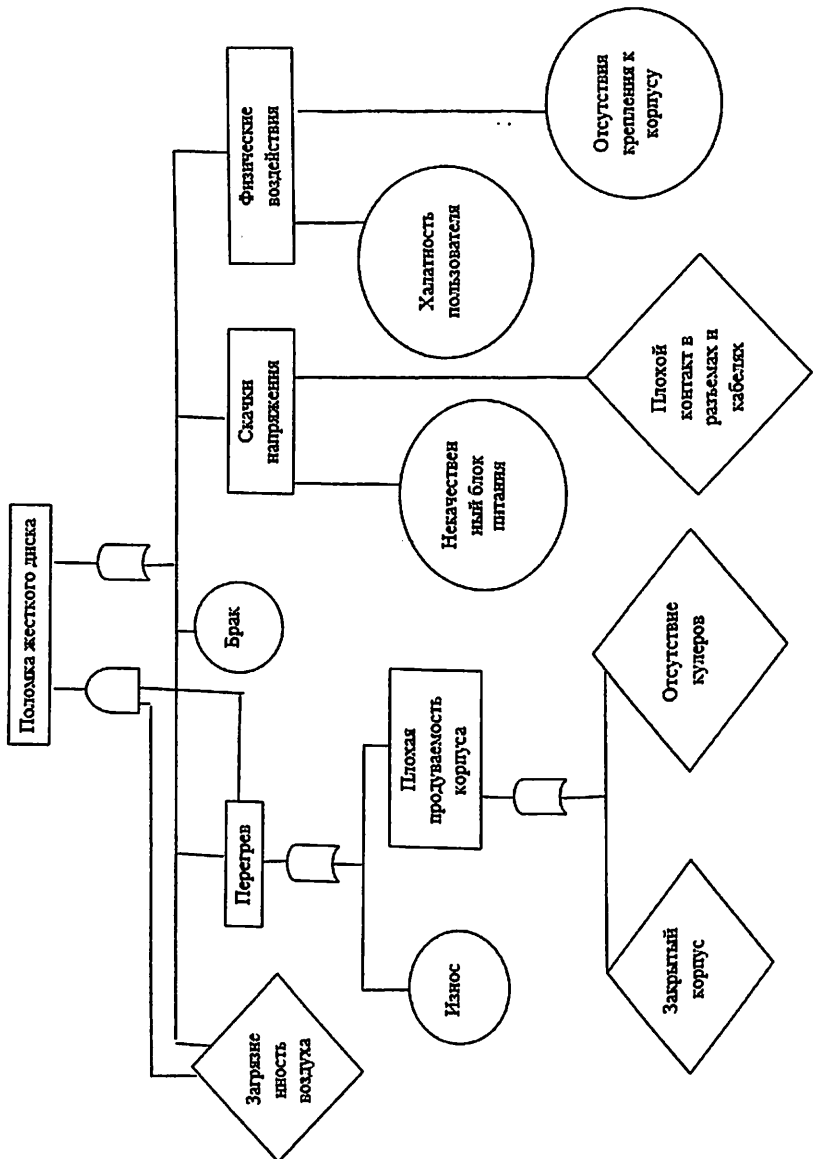 Поломка жесткого диска
Загрязне
нность
воздуха
Перегрев
Брак
Скачки
напряжения
Физические
воздействия
Износ
Плохая
продуваемость
корпуса
Некачествен
ный блок
питания
Халатность
пользователя
Закрытый
корпус
Отсутствие
кулеров
Плохой
контакт в
разъемах и
кабелях
Отсутствия
крепления к
корпусу